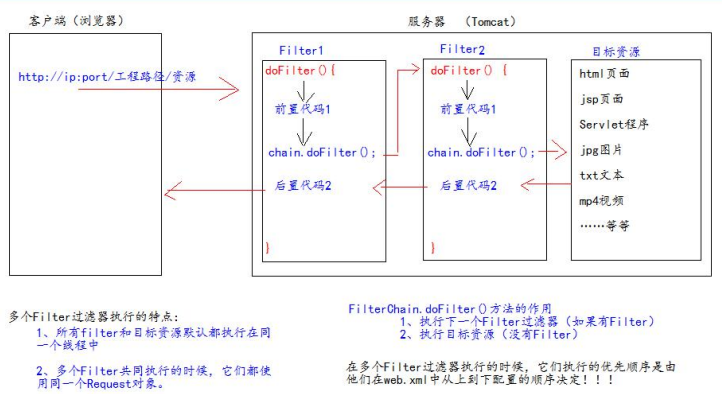 客户端（浏览器）
服务器 （Tomcat）
http://ip:port/工程路径/资源
Filter1
doFilter(){
前置代码1
chain.doFilter();
后置代码2
}
Filter2
doFilter() {
前置代码1
chain.doFilter();
后置代码2
}
目标资源
html页面
jsp页面
Servlet程序
jpg图片
txt文本
mp4视频
……等等
多个Filter过滤器执行的特点:
1、所有filter和目标资源默认都执行在同
一个线程中
2、多个Filter共同执行的时候，它们都使
用同一个Request对象。
FilterChain.doFilter()方法的作用
1、执行下一个Filter过滤器（如果有Filter）
2、执行目标资源（没有Filter）
在多个Filter过滤器执行的时候，它们执行的优先顺序是由
他们在web.xml中从上到下配置的顺序决定！！！